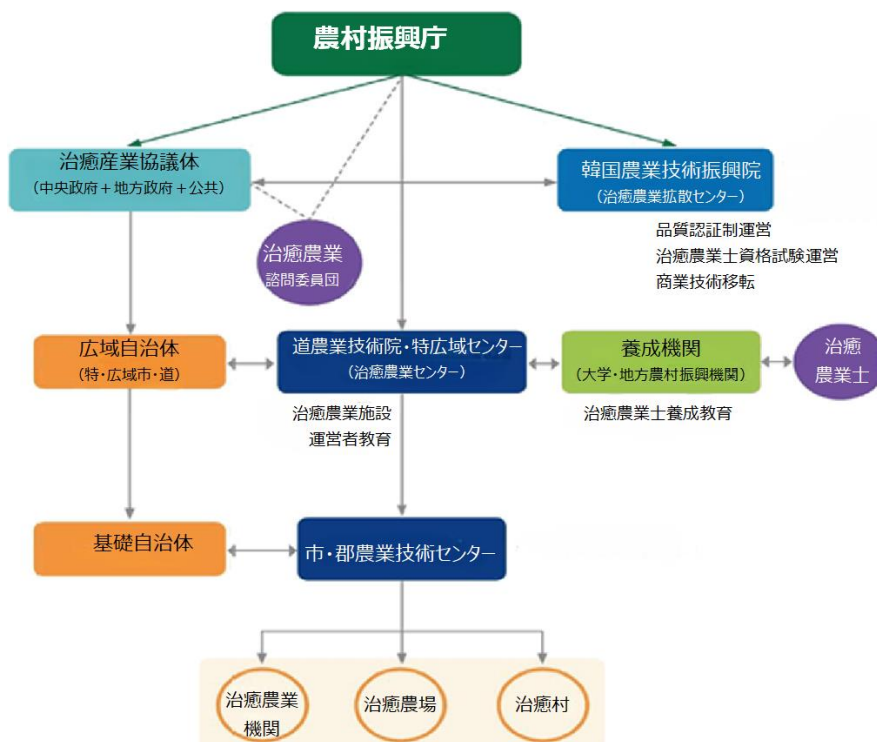 農村振興庁
治癒産業協議体
（中央政府＋地方政府＋公共）
韓国農業技術振興院
（治癒農業拡散センター）
治癒農業
諮問委員団
品質認証制運営
治癒農業士資格試験運営
商業技術移転
広域自治体
（特・広域市・道）
道農業技術院・特広域センター
（治癒農業センター）
養成機関
（大学・地方農村振興機関）
治癒
農業士
治癒農業施設
運営者教育
治癒農業士養成教育
基礎自治体
市・郡農業技術センター
治癒農業
機関
治癒農場
治癒村